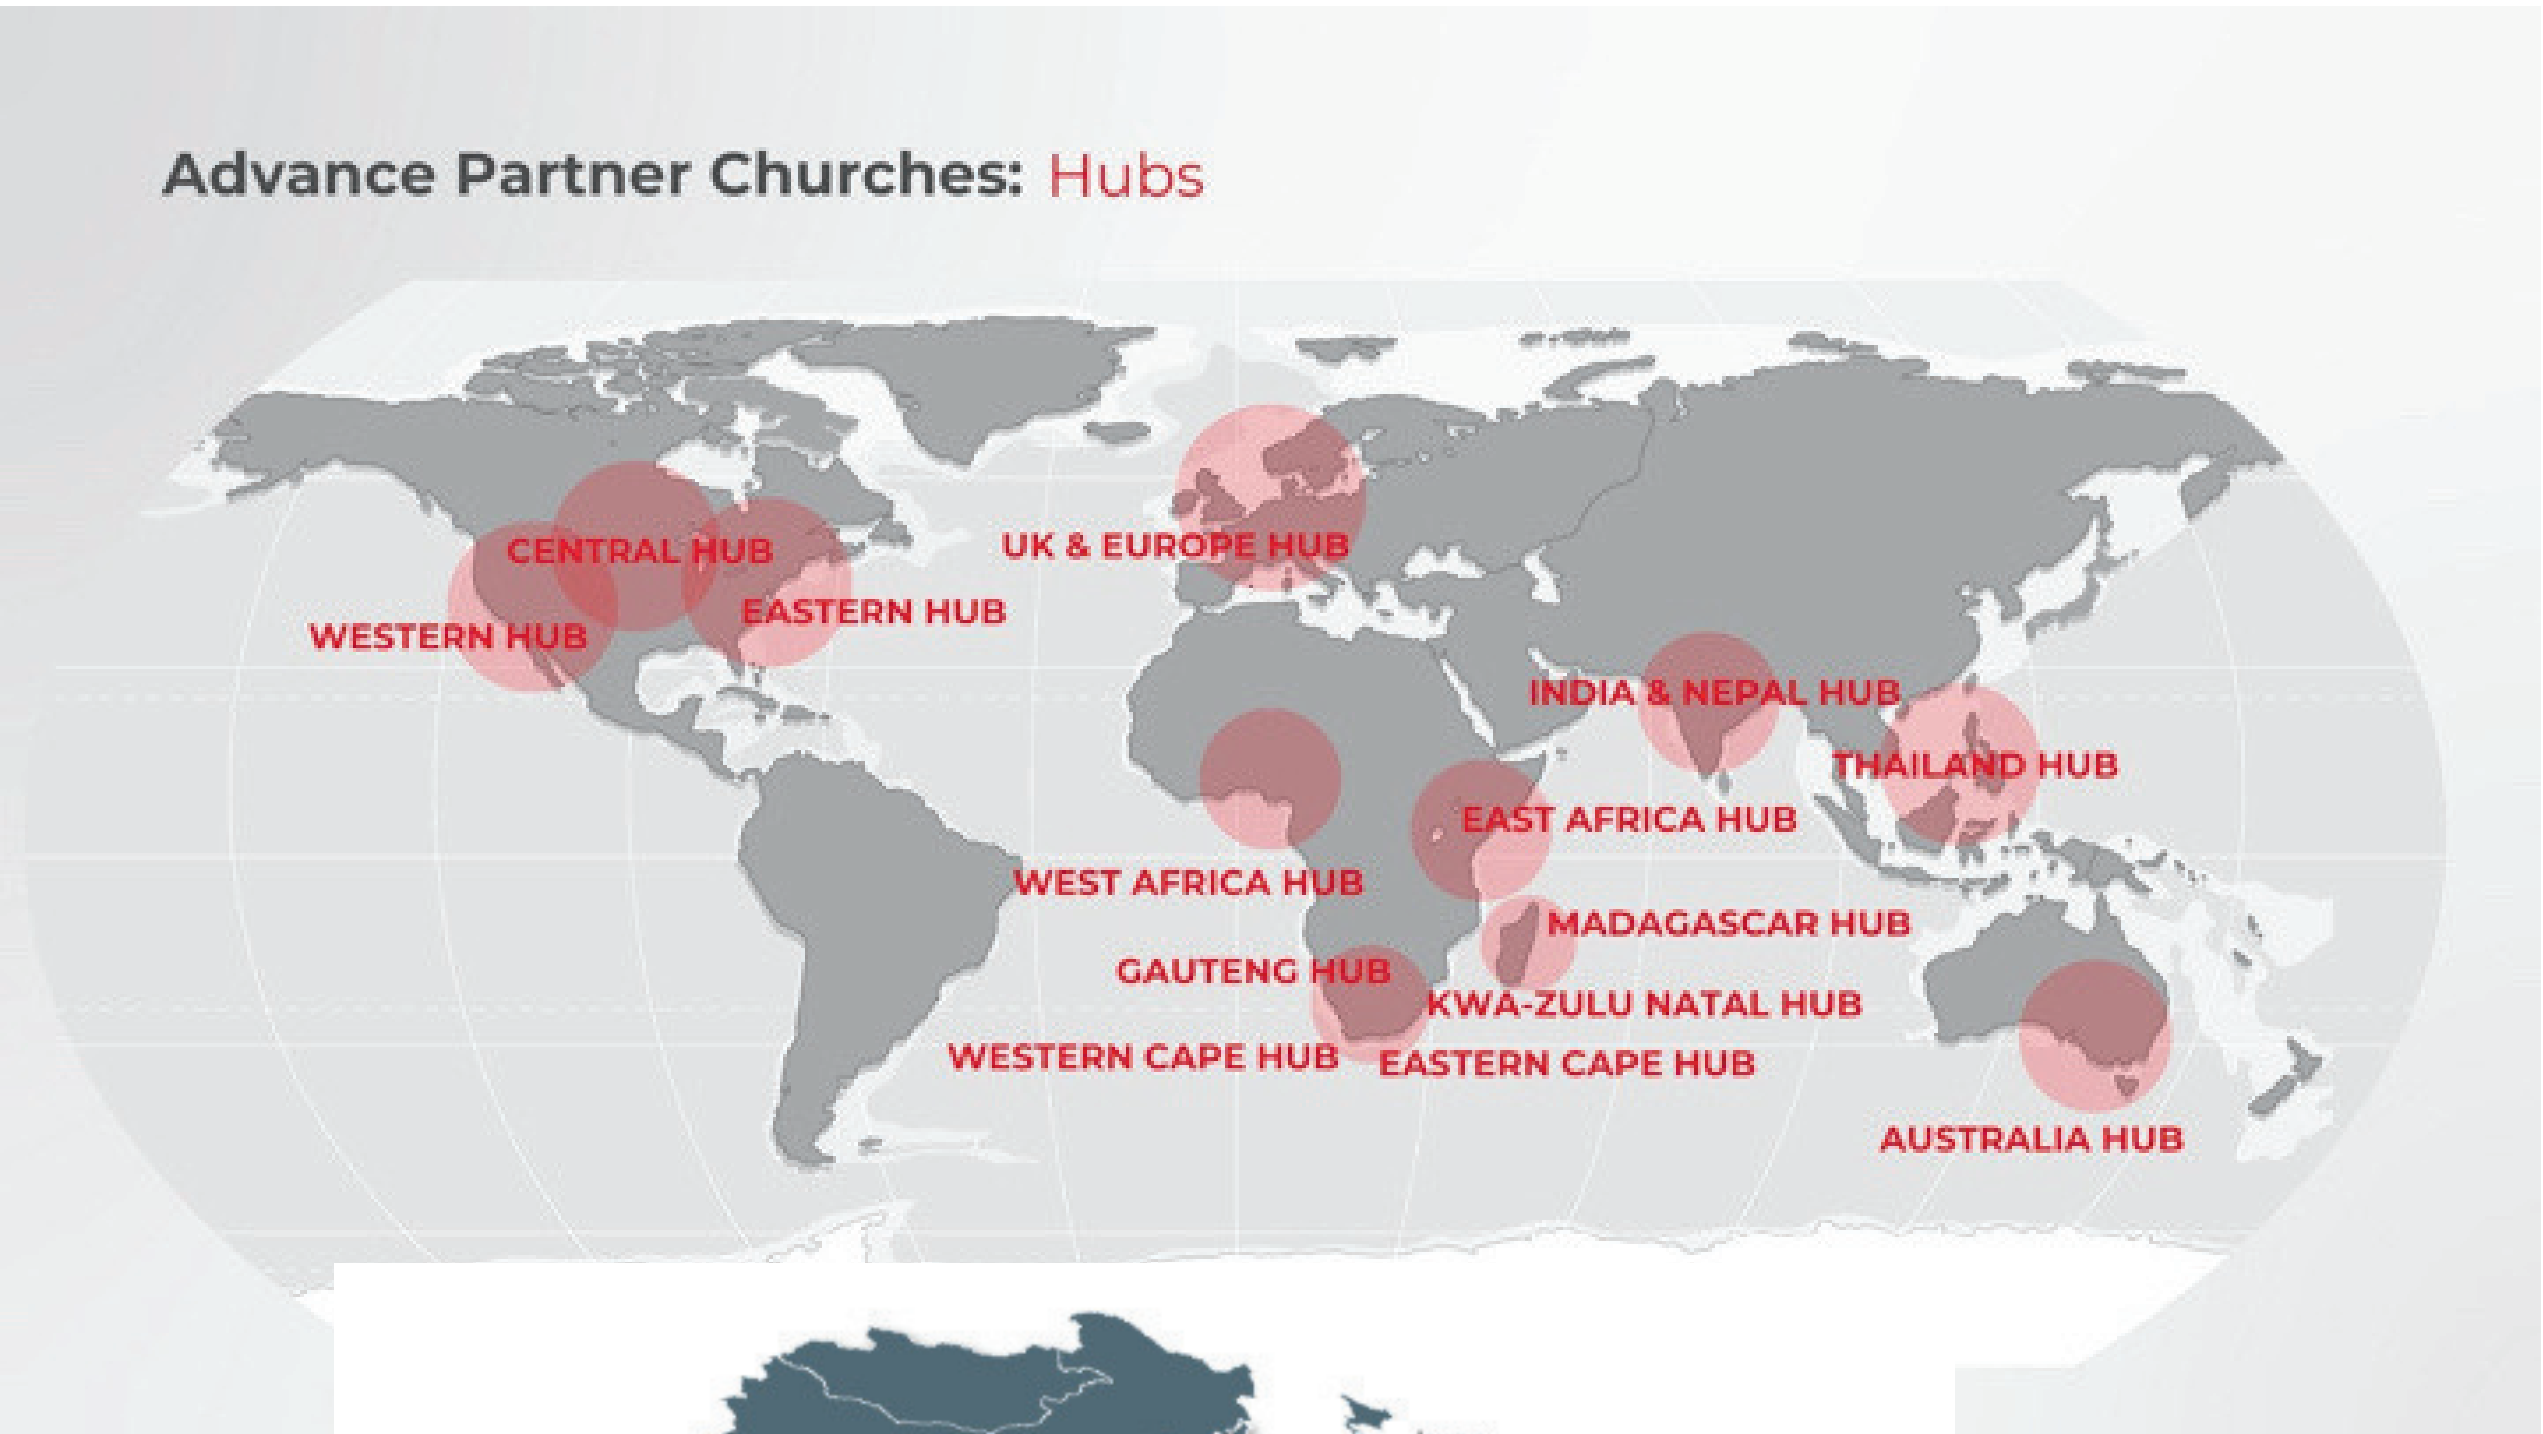 Advance Partner Churches: Hubs
CENTRAL HUB
UK & EUROPE HUB
EASTERN HUB
WESTERN HUB
INDIA & NEPAL HUB
THAILAND HUB
EAST AFRICA HUB
WEST AFRICA HUB
MADAGASCAR HUB
GAUTENG HUB
KWA-ZULU NATAL HUB
WESTERN CAPE HUB
EASTERN CAPE HUB
AUSTRALIA HUB